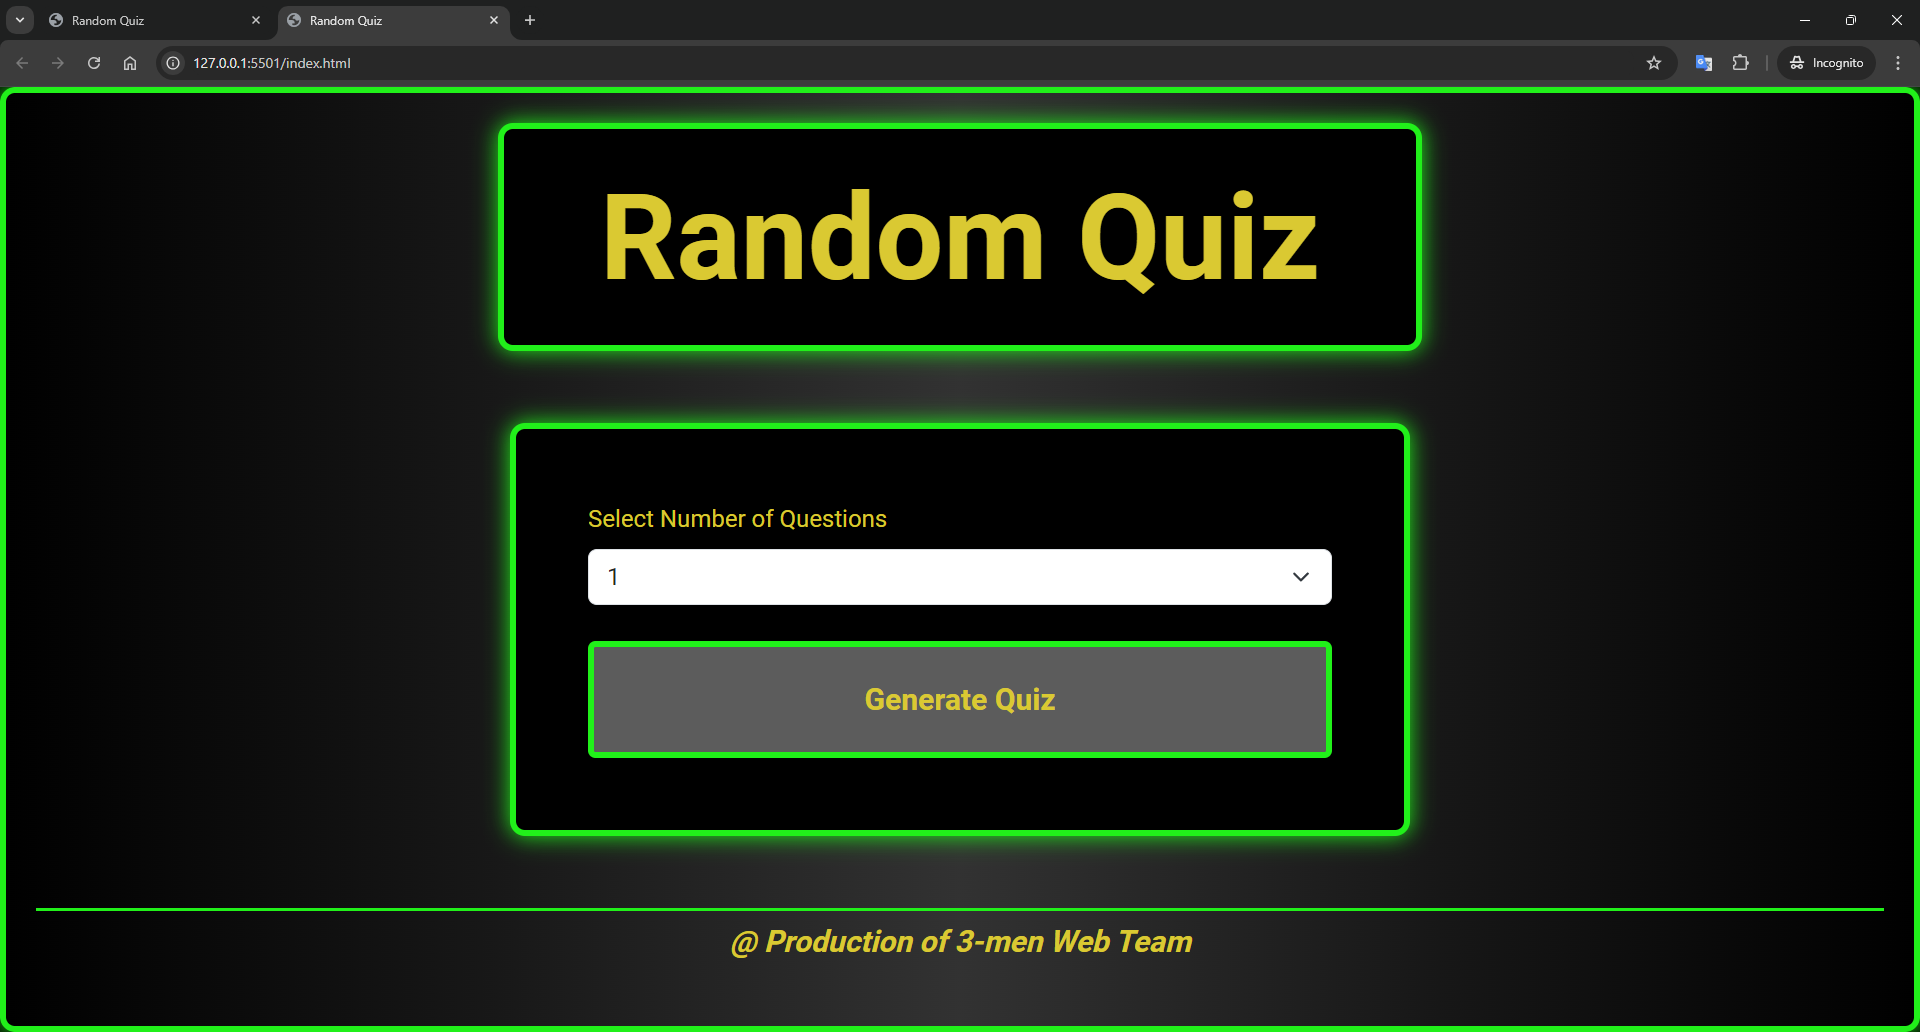 Random Quiz
Random Quiz
127.0.0.1:5501/index.html
Incognito
Random Quiz
Select Number of Questions
1
Generate Quiz
@ Production of 3-men Web Team